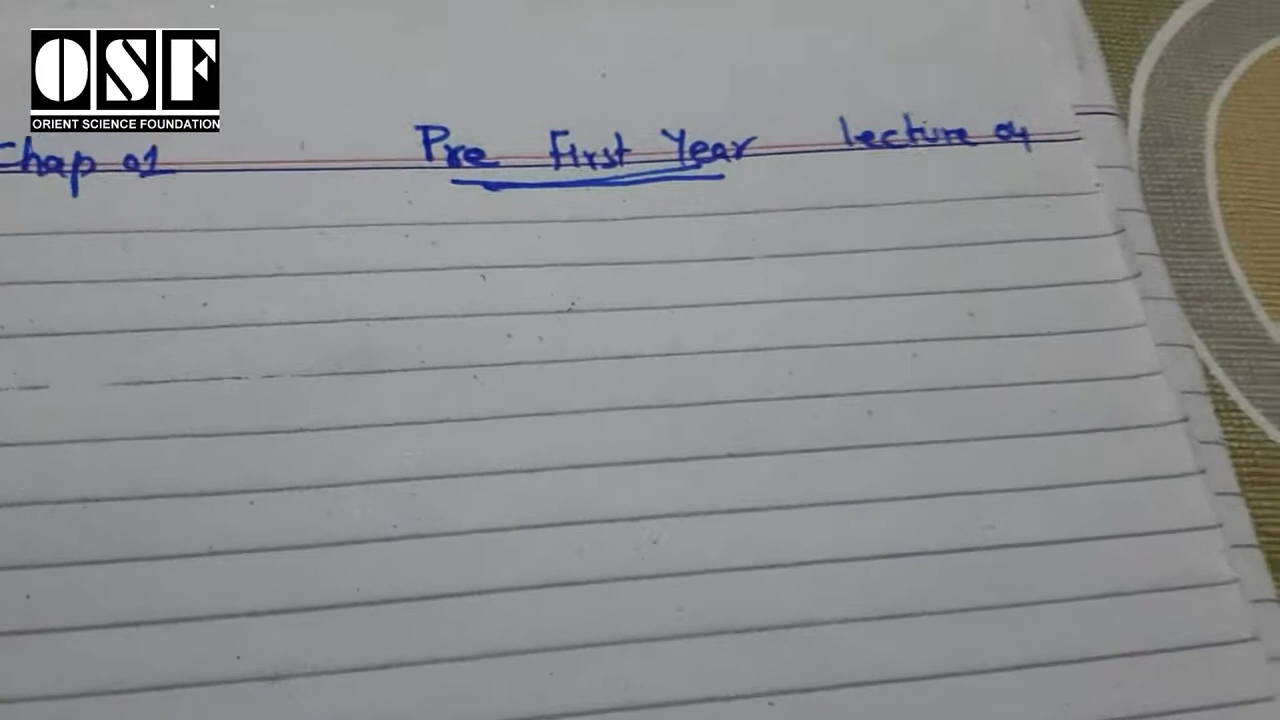 OSF
ORIENT SCIENCE FOUNDATION
Chap 01 Pre First Year lecture 04